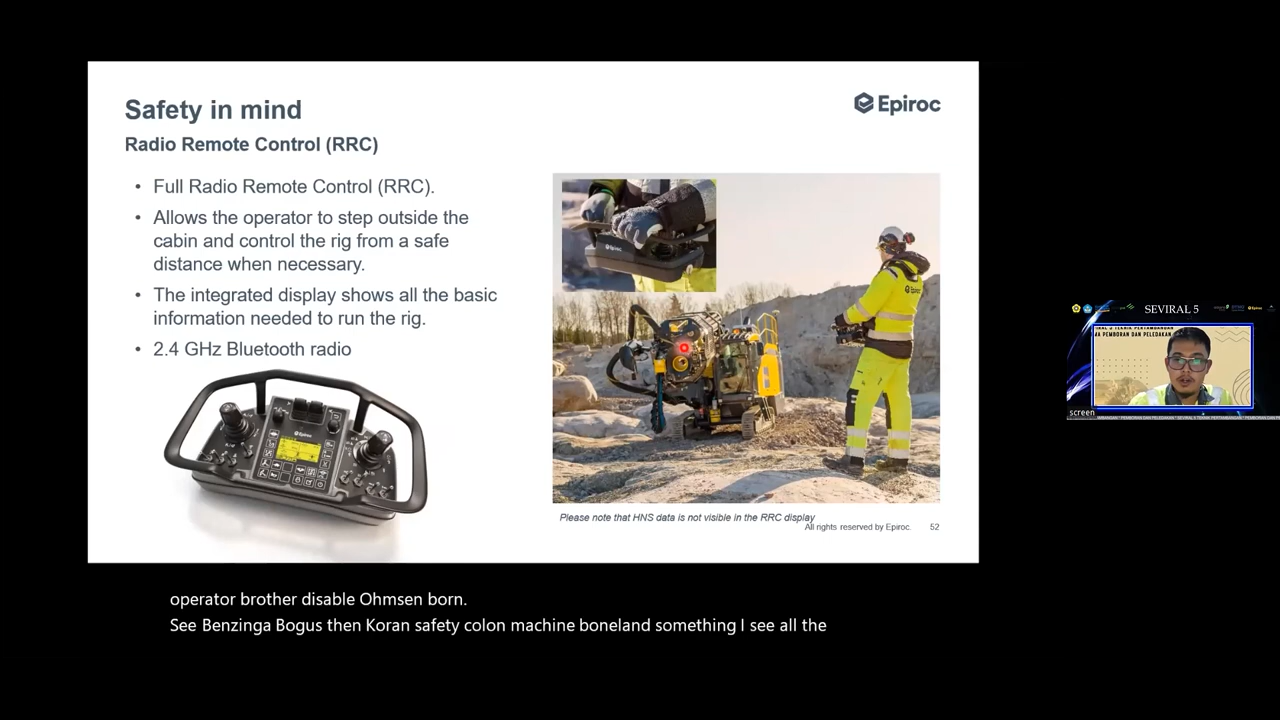 Safety in mind
Epiroc
Radio Remote Control (RRC)
• Full Radio Remote Control (RRC).
• Allows the operator to step outside the
cabin and control the rig from a safe
distance when necessary.
• The integrated display shows all the basic
information needed to run the rig.
• 2.4 GHz Bluetooth radio
Epiroc
Epiroc
Epiroc
Please note that HNS data is not visible in the RRC display
All rights reserved by Epiroc.
52
SEVIRAL 5
screen
operator brother disable Ohmsen born.
See Benzinga Bogus then Koran safety colon machine boneland something I see all the